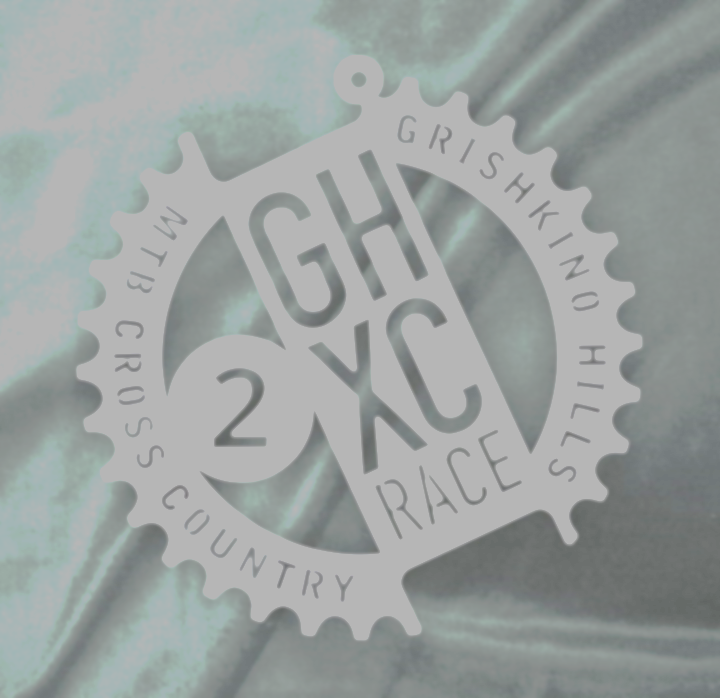 GRISHKINO HILLS
MTB CROSS COUNTRY
GH
XC
RACE
2